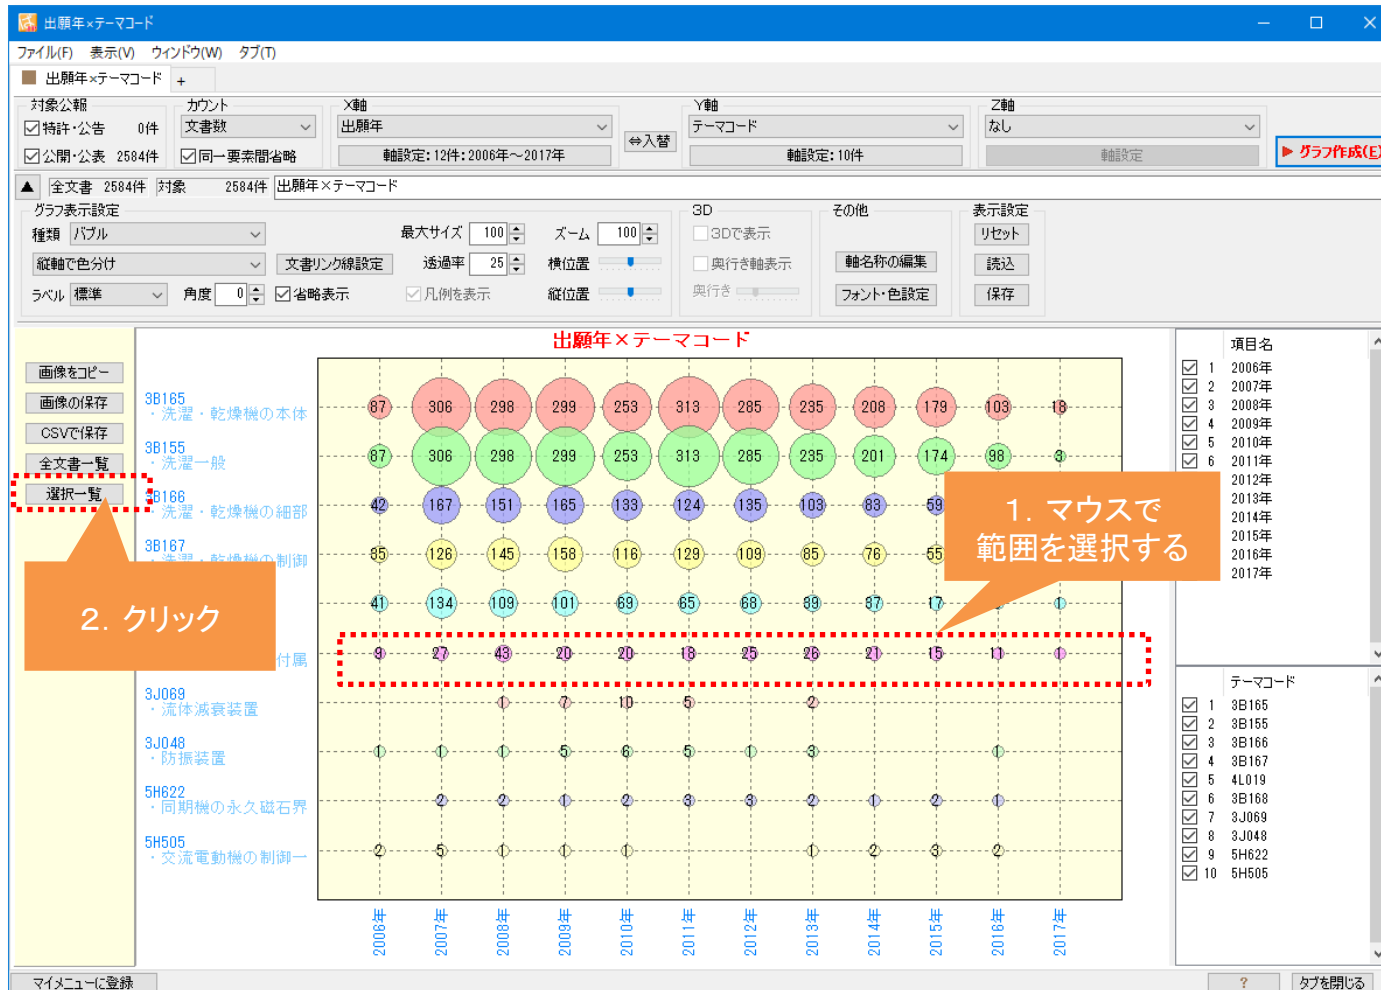 出願年×テーマコード
ファイル(F) 表示(V) ウィンドウ(W) タブ(T)
出願年×テーマコード +
対象公報 カウント X軸 Y軸 Z軸
特許・公告 0件 文書数 出願年 ⇔入替 テーマコード なし
公開・公表 2584件 同一要素間省略 軸設定:12件:2006年～2017年 軸設定:10件 軸設定 グラフ作成(E)
全文書 2584件 対象 2584件 出願年×テーマコード
グラフ表示設定 3D その他 表示設定
種類 バブル 最大サイズ 100 ズーム 100 3Dで表示 リセット
縦軸で色分け 文書リンク線設定 透過率 25 横位置 奥行き軸表示 軸名称の編集 読込
ラベル 標準 角度 0 省略表示 凡例を表示 縦位置 奥行き フォント・色設定 保存
画像をコピー
画像の保存
CSVで保存
全文書一覧
選択一覧
出願年×テーマコード
3B165
・洗濯・乾燥機の本体 87 306 298 299 253 313 285 235 208 179 103 18
3B155
・洗濯一般 87 306 298 299 253 313 285 235 201 174 98 3
3B166
・洗濯・乾燥機の細部 42 167 151 165 133 124 135 103 83 59
3B167
・洗濯・乾燥機の制御 35 126 145 158 116 129 109 85 76 55
41 134 109 101 69 65 68 39 37 17 1
付属 9 27 43 20 20 18 25 26 21 15 11 1
3J069
・流体減衰装置 1 7 10 5 2
3J048
・防振装置 1 1 1 5 6 5 1 3 1
5H622
・同期機の永久磁石界 2 2 1 2 3 3 2 1 2 1
5H505
・交流電動機の制御一 2 5 1 1 1 1 2 3 2
2006年 2007年 2008年 2009年 2010年 2011年 2012年 2013年 2014年 2015年 2016年 2017年
1. マウスで
範囲を選択する
2. クリック
項目名
1 2006年
2 2007年
3 2008年
4 2009年
5 2010年
6 2011年
2012年
2013年
2014年
2015年
2016年
2017年
テーマコード
1 3B165
2 3B155
3 3B166
4 3B167
5 4L019
6 3B168
7 3J069
8 3J048
9 5H622
10 5H505
マイメニューに登録 ? タブを閉じる